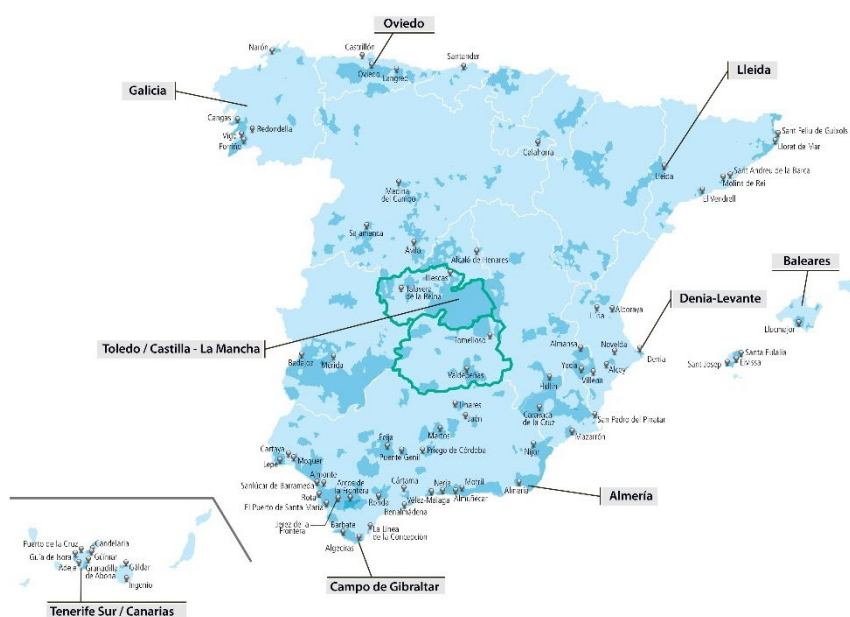 Oviedo
Narón
Castrillón
Santander
Oviedo
Langreo
Lleida
Galicia
Cangas
Redondella
Vigo
Porriño
Calahorra
Sant Feliu de Guíxols
Lloret de Mar
Lleida
Sant Andreu de la Barca
Molins de Rei
El Vendrell
Medina
del Campo
Salamanca
Ávila
Alcalá de Henares
Illescas
Talavera
de la Reina
Baleares
Llucmajor
Denia-Levante
Alboraya
Toledo / Castilla - La Mancha
Tomelloso
Almansa
Novelda
Denia
Santa Eulalia
Sant Josep
Eivissa
Badajoz
Mérida
Valdepeñas
Yecla
Alcoy
Villena
Hellín
Linares
Jaén
Caravaca
de la Cruz
San Pedro del Pinatar
Mazarrón
Martos
Écija
Puente Genil
Priego de Córdoba
Níjar
Cartaya
Lepe
Moguer
Almonte
Sanlúcar de Barrameda
Arcos de
la Frontera
Cártama
Nerja
Motril
Rota
Ronda
Vélez-Málaga
Almuñecar
Almería
Almería
El Puerto de Santa María
Benalmádena
Jerez de la
Frontera
Barbate
La Línea
de la Concepción
Algeciras
Campo de Gibraltar
Puerto de la Cruz
Candelaria
Guía de Isora
Güímar
Adeje
Granadilla
de Abona
Gáldar
Ingenio
Tenerife Sur / Canarias